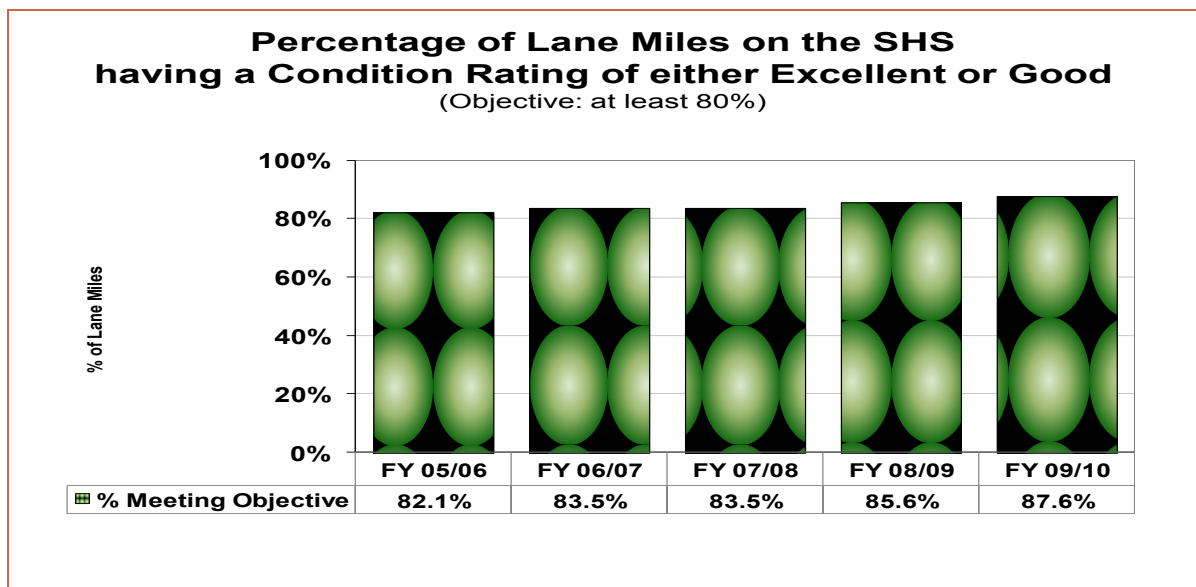 Percentage of Lane Miles on the SHS
having a Condition Rating of either Excellent or Good
(Objective: at least 80%)
100%
80%
60%
40%
20%
0%
% of Lane Miles
FY 05/06 FY 06/07 FY 07/08 FY 08/09 FY 09/10
% Meeting Objective 82.1% 83.5% 83.5% 85.6% 87.6%